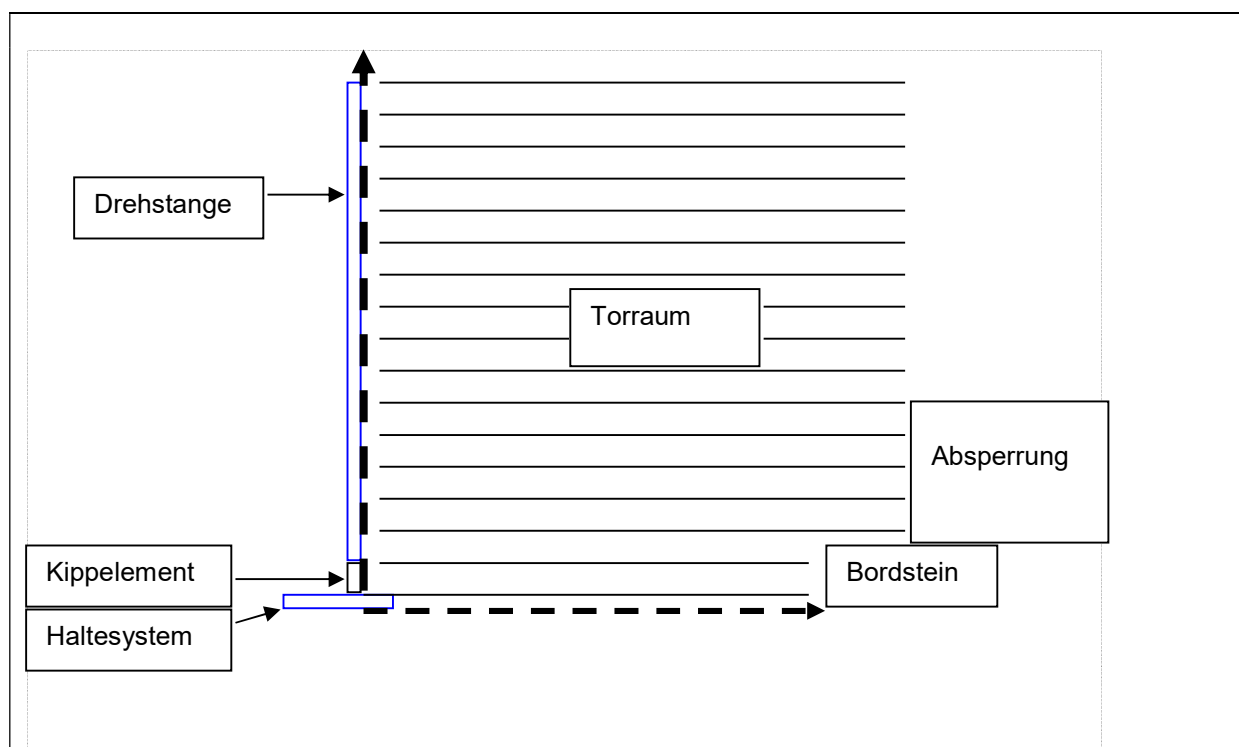 Drehstange
Torraum
Absperrung
Kippelement
Bordstein
Haltesystem